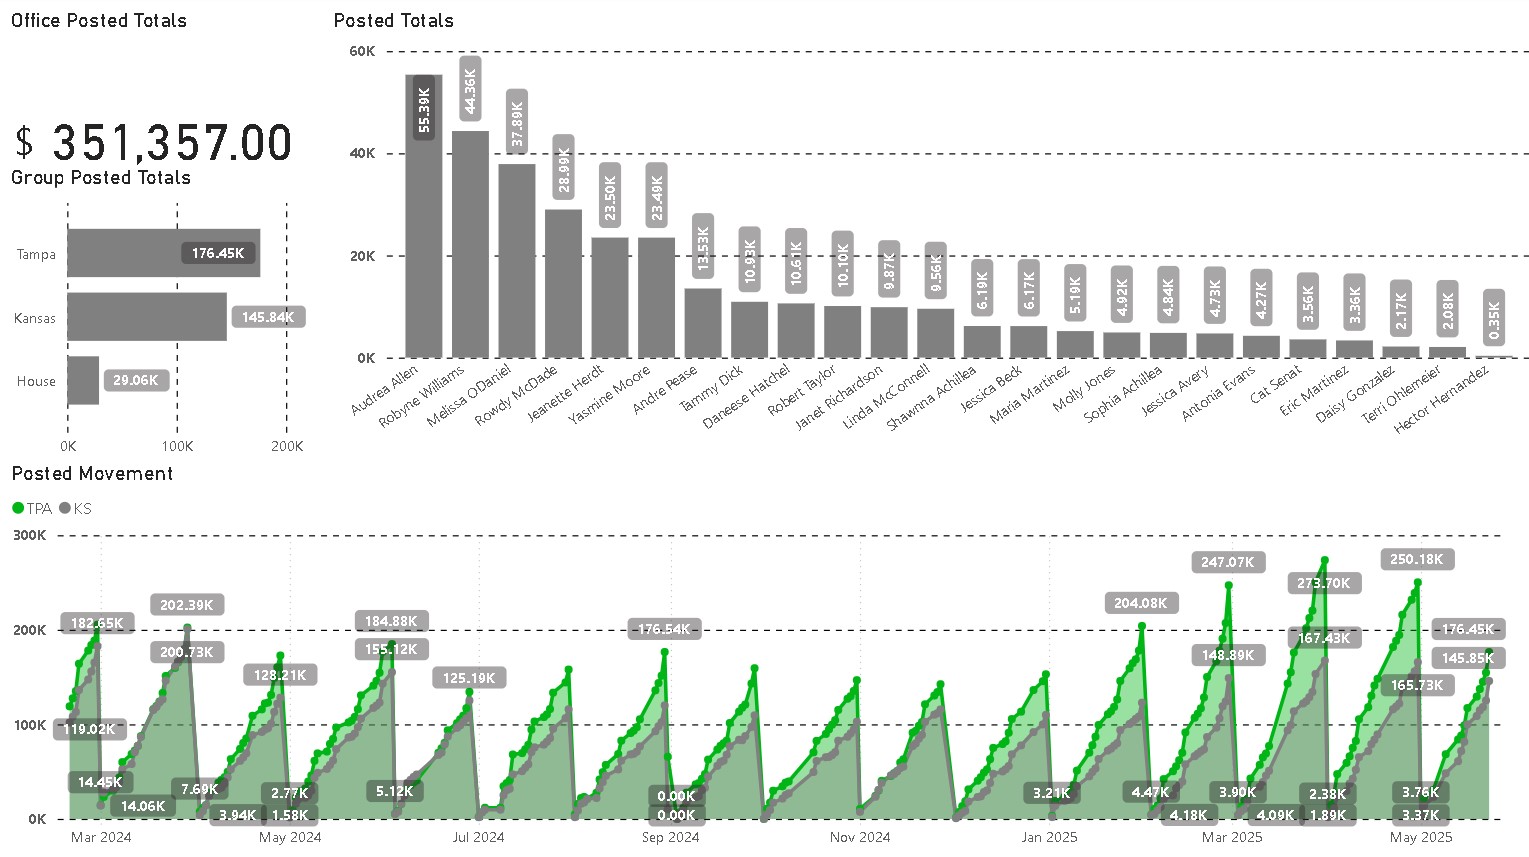 Office Posted Totals
$ 351,357.00
Group Posted Totals
Tampa 176.45K
Kansas 145.84K
House 29.06K
0K 100K 200K
Posted Totals
60K
40K
20K
0K
55.39K 44.36K 37.89K 28.99K 23.50K 23.49K 13.53K 10.93K 10.61K 10.10K 9.87K 9.56K 6.19K 6.17K 5.19K 4.92K 4.84K 4.73K 4.27K 3.56K 3.36K 2.17K 2.08K 0.35K
Audrea Allen
Robyne Williams
Melissa ODaniel
Rowdy McDade
Jeanette Herdt
Yasmine Moore
Andre Pease
Tammy Dick
Daneese Hatchel
Robert Taylor
Janet Richardson
Linda McConnell
Shawnna Achillea
Jessica Beck
Maria Martinez
Molly Jones
Sophia Achillea
Jessica Avery
Antonia Evans
Cat Senat
Eric Martinez
Daisy Gonzalez
Terri Ohlemeier
Hector Hernandez
Posted Movement
TPA KS
300K
200K
100K
0K
182.65K 202.39K 200.73K 128.21K 184.88K 155.12K 125.19K 176.54K 204.08K 247.07K 148.89K 273.70K 167.43K 250.18K 165.73K 176.45K 145.85K
119.02K 14.45K 14.06K 7.69K 3.94K 2.77K 1.58K 5.12K 0.00K 0.00K 3.21K 4.47K 4.18K 3.90K 4.09K 2.38K 1.89K 3.76K 3.37K
Mar 2024 May 2024 Jul 2024 Sep 2024 Nov 2024 Jan 2025 Mar 2025 May 2025